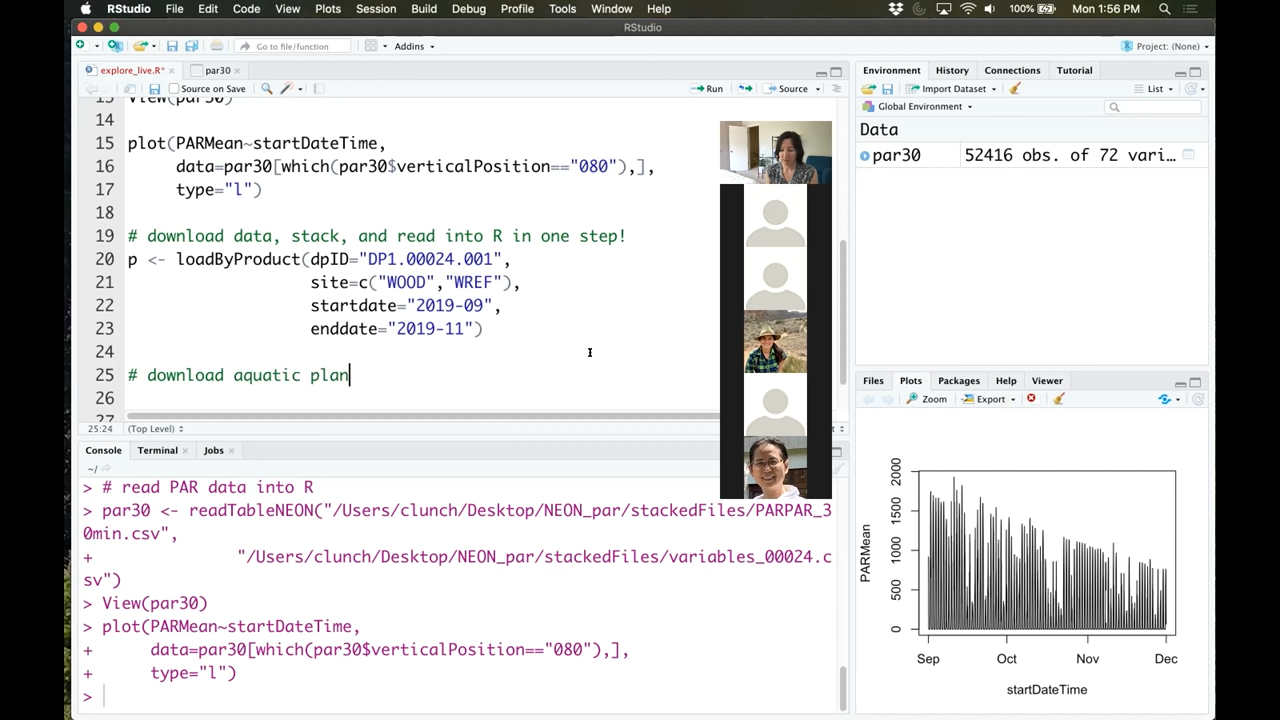 RStudio File Edit Code View Plots Session Build Debug Profile Tools Window Help 100% Mon 1:56 PM
RStudio
Go to file/function Addins Project: (None)
explore_live.R* par30
Source on Save Run Source
13 View(par30)
14
15 plot(PARMean~startDateTime,
16 data=par30[which(par30$verticalPosition=="080"),],
17 type="l")
18
19 # download data, stack, and read into R in one step!
20 p <- loadByProduct(dpID="DP1.00024.001",
21 site=c("WOOD","WREF"),
22 startdate="2019-09",
23 enddate="2019-11")
24
25 # download aquatic plan
26
27
25:24 (Top Level)
Console Terminal Jobs
~/
> # read PAR data into R
> par30 <- readTableNEON("/Users/clunch/Desktop/NEON_par/stackedFiles/PARPAR_3
0min.csv",
+ "/Users/clunch/Desktop/NEON_par/stackedFiles/variables_00024.c
sv")
> View(par30)
> plot(PARMean~startDateTime,
+ data=par30[which(par30$verticalPosition=="080"),],
+ type="l")
>
Environment History Connections Tutorial
Import Dataset List
Global Environment
Data
par30 52416 obs. of 72 vari…
Files Plots Packages Help Viewer
Zoom Export
2000
1500
1000
500
0
PARMean
Sep Oct Nov Dec
startDateTime